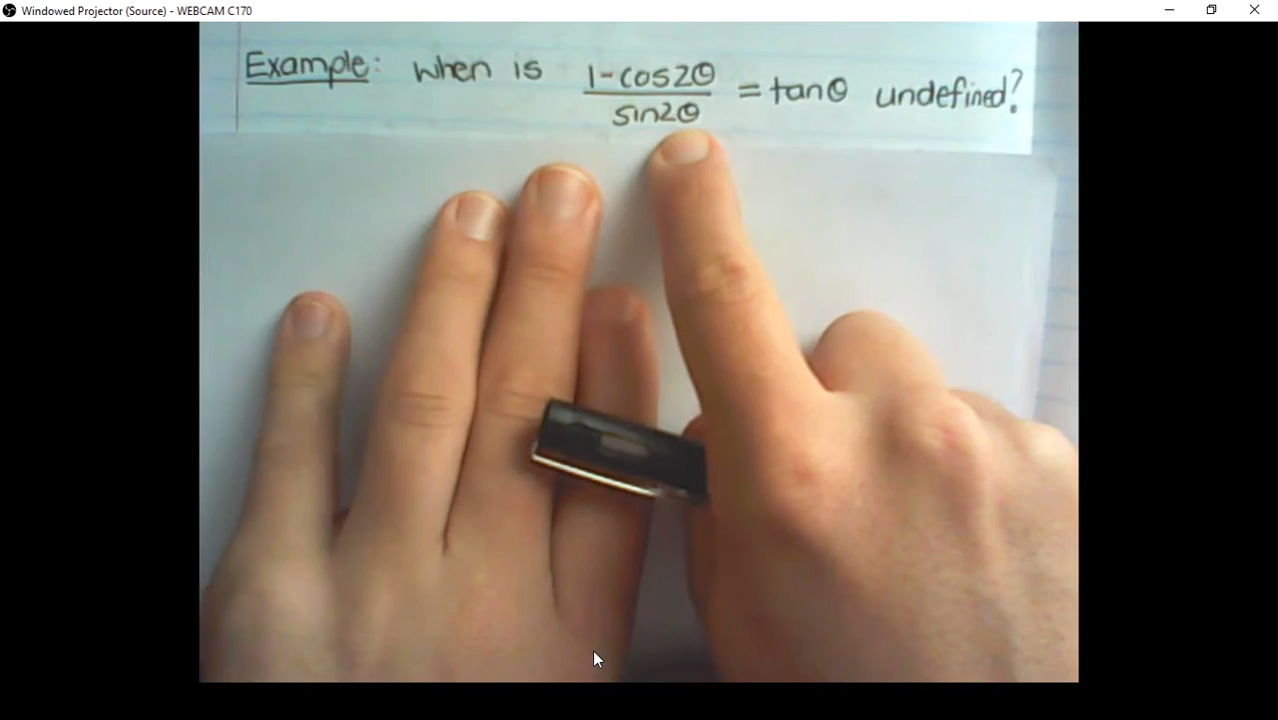 Windowed Projector (Source) - WEBCAM C170
Example: when is (1-cos2θ)/(sin2θ) = tanθ undefined?